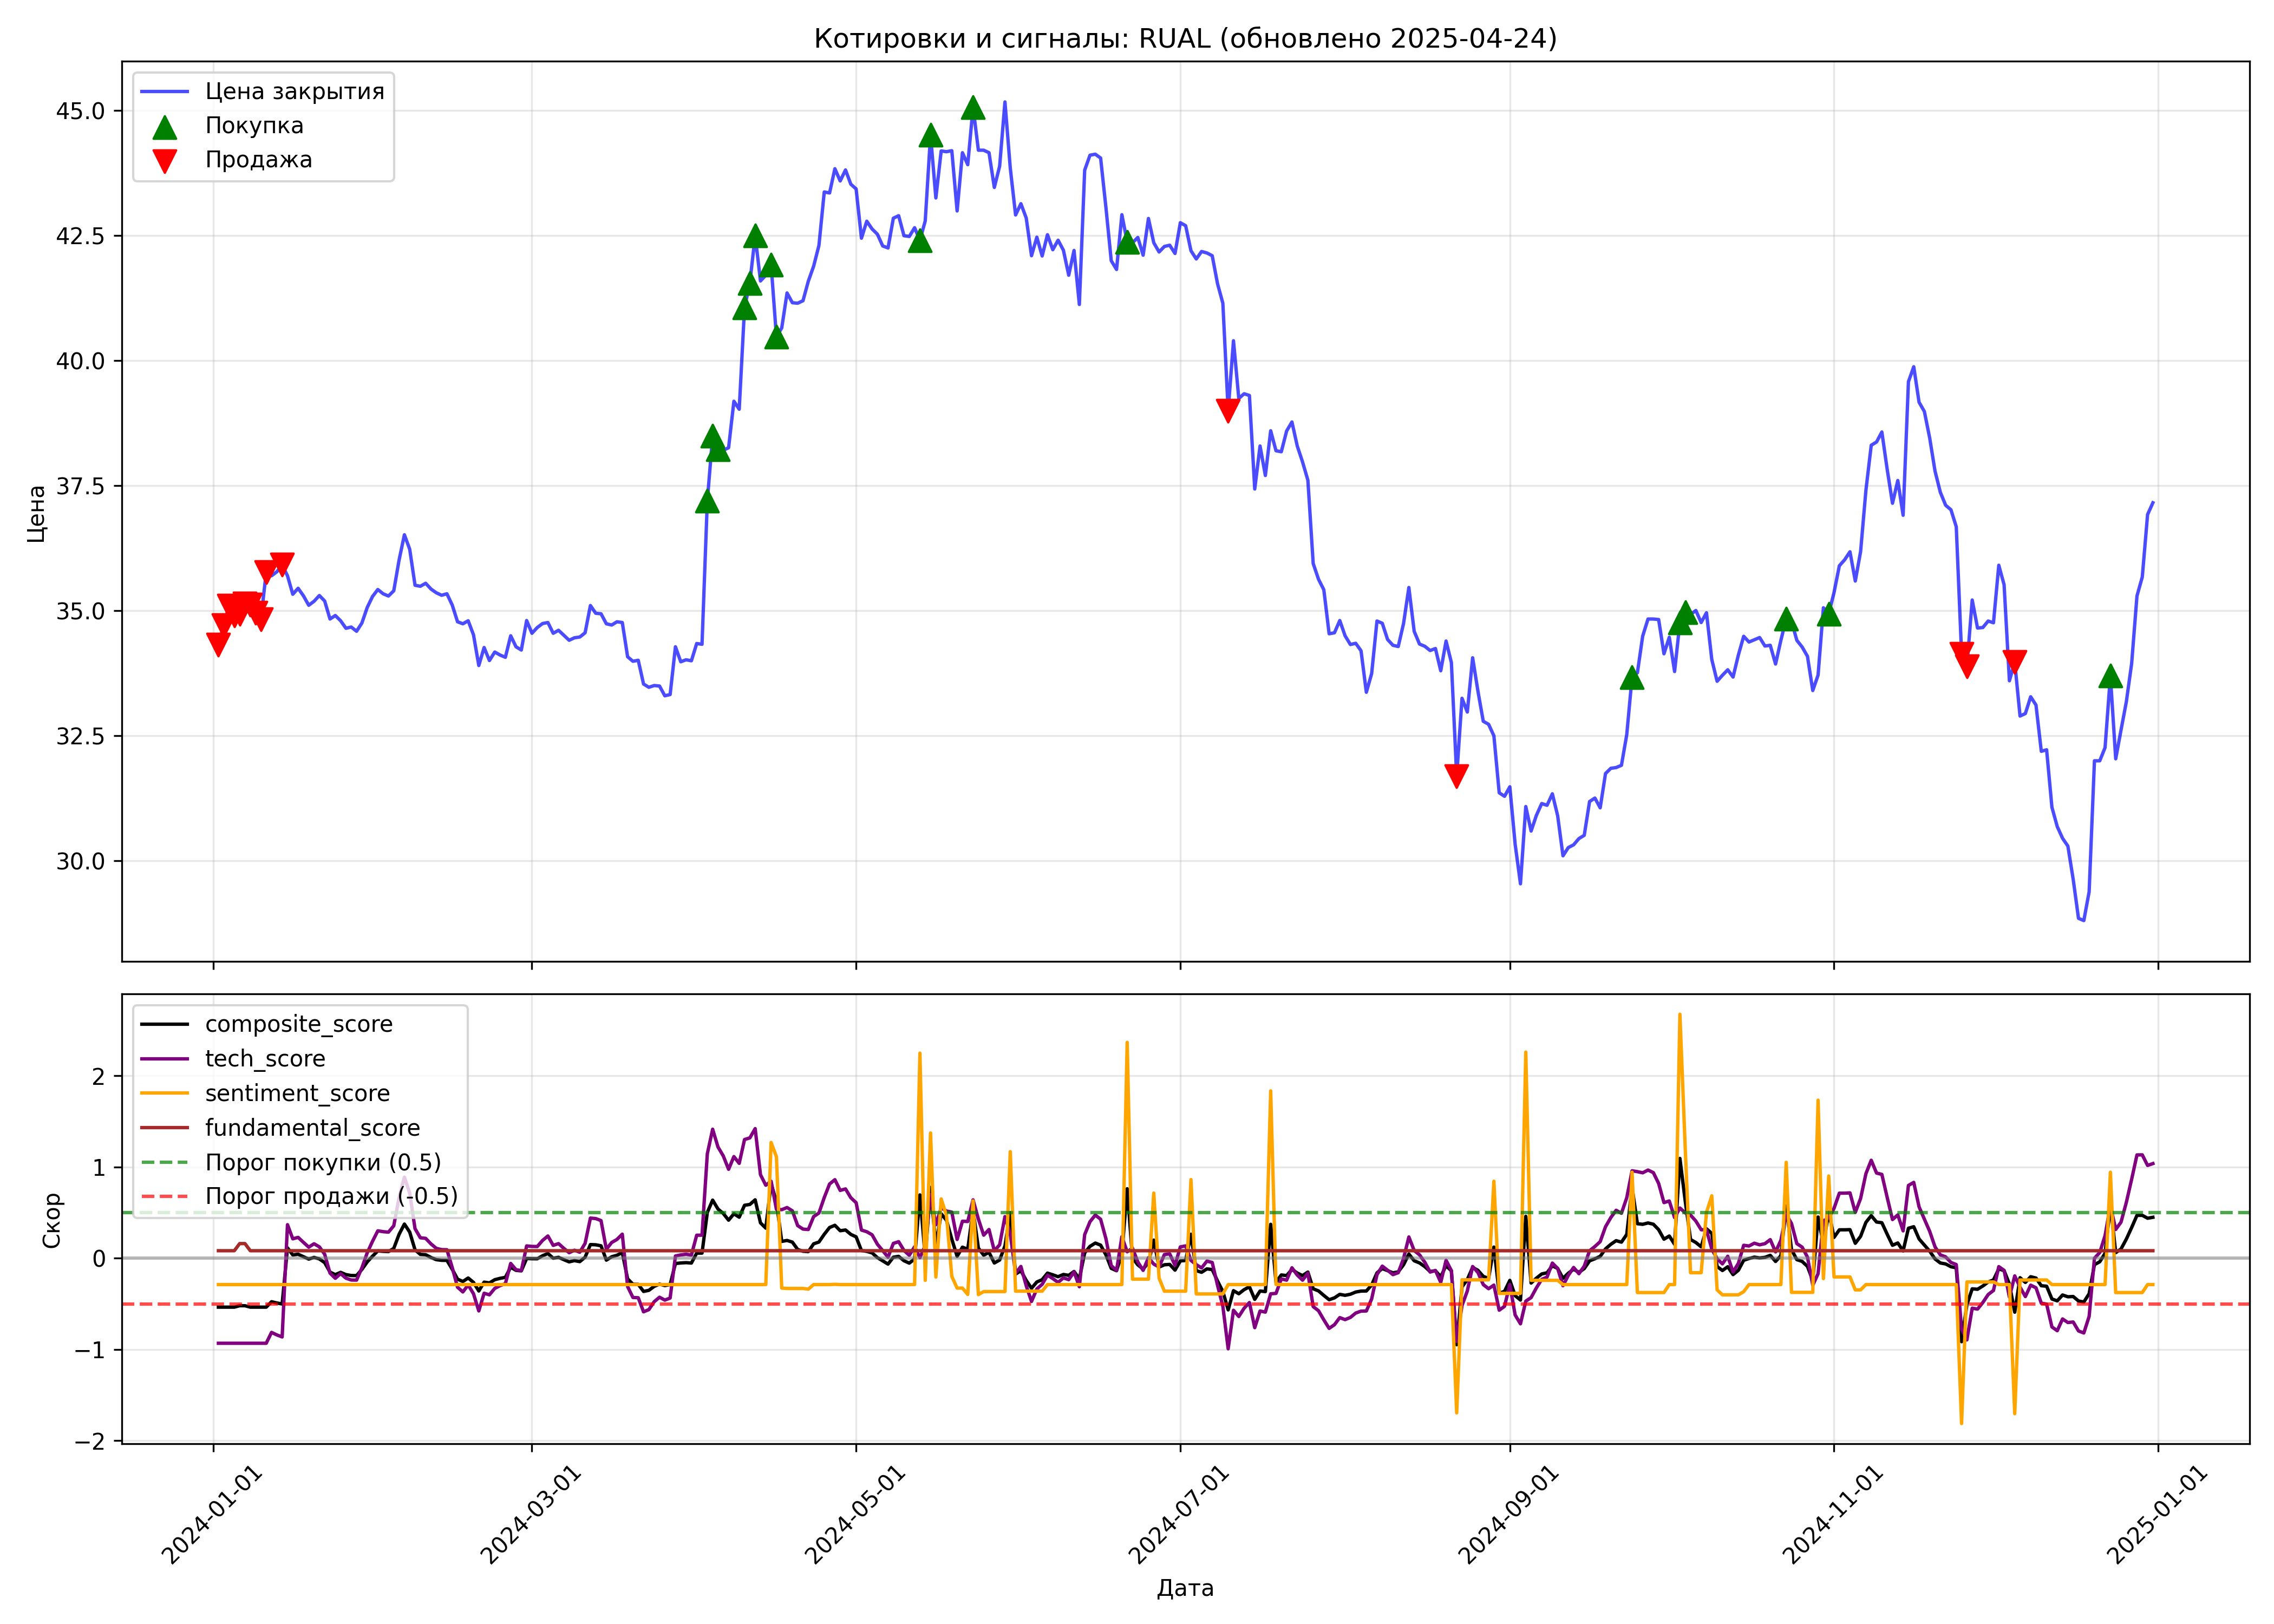 Котировки и сигналы: RUAL (обновлено 2025-04-24)
Цена закрытия
Покупка
Продажа
Цена
45.0
42.5
40.0
37.5
35.0
32.5
30.0
composite_score
tech_score
sentiment_score
fundamental_score
Порог покупки (0.5)
Порог продажи (-0.5)
Скор
2
1
0
−1
−2
2024-01-01
2024-03-01
2024-05-01
2024-07-01
2024-09-01
2024-11-01
2025-01-01
Дата